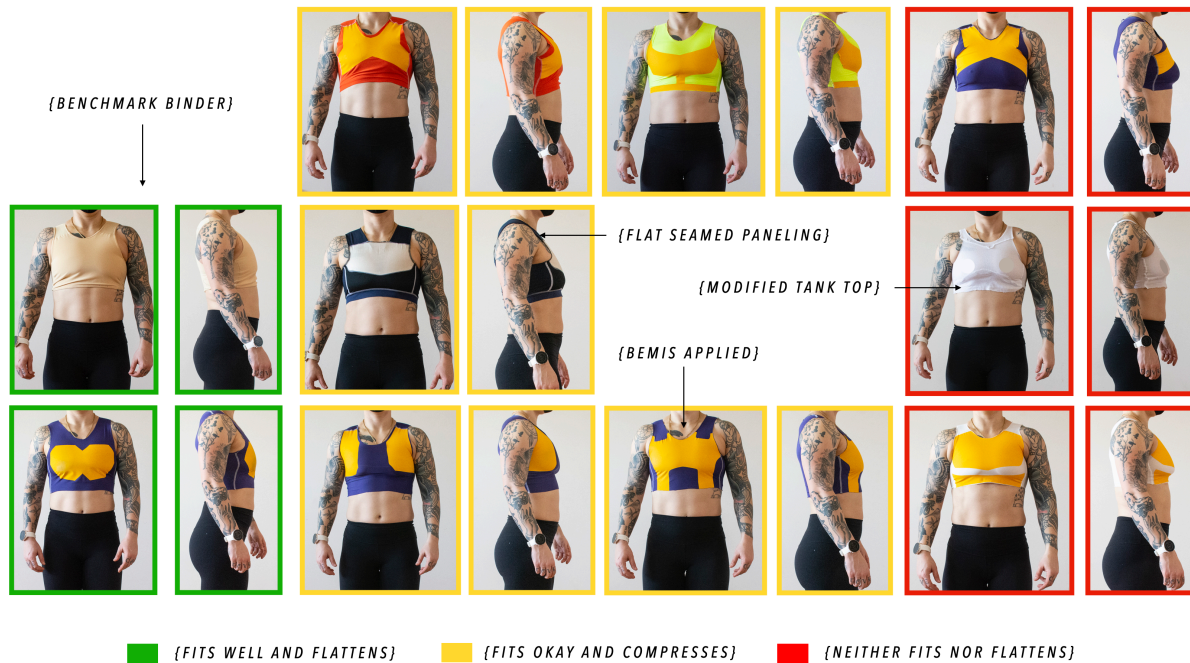 {BENCHMARK BINDER}
{FLAT SEAMED PANELING}
{MODIFIED TANK TOP}
{BEMIS APPLIED}
{FITS WELL AND FLATTENS}
{FITS OKAY AND COMPRESSES}
{NEITHER FITS NOR FLATTENS}